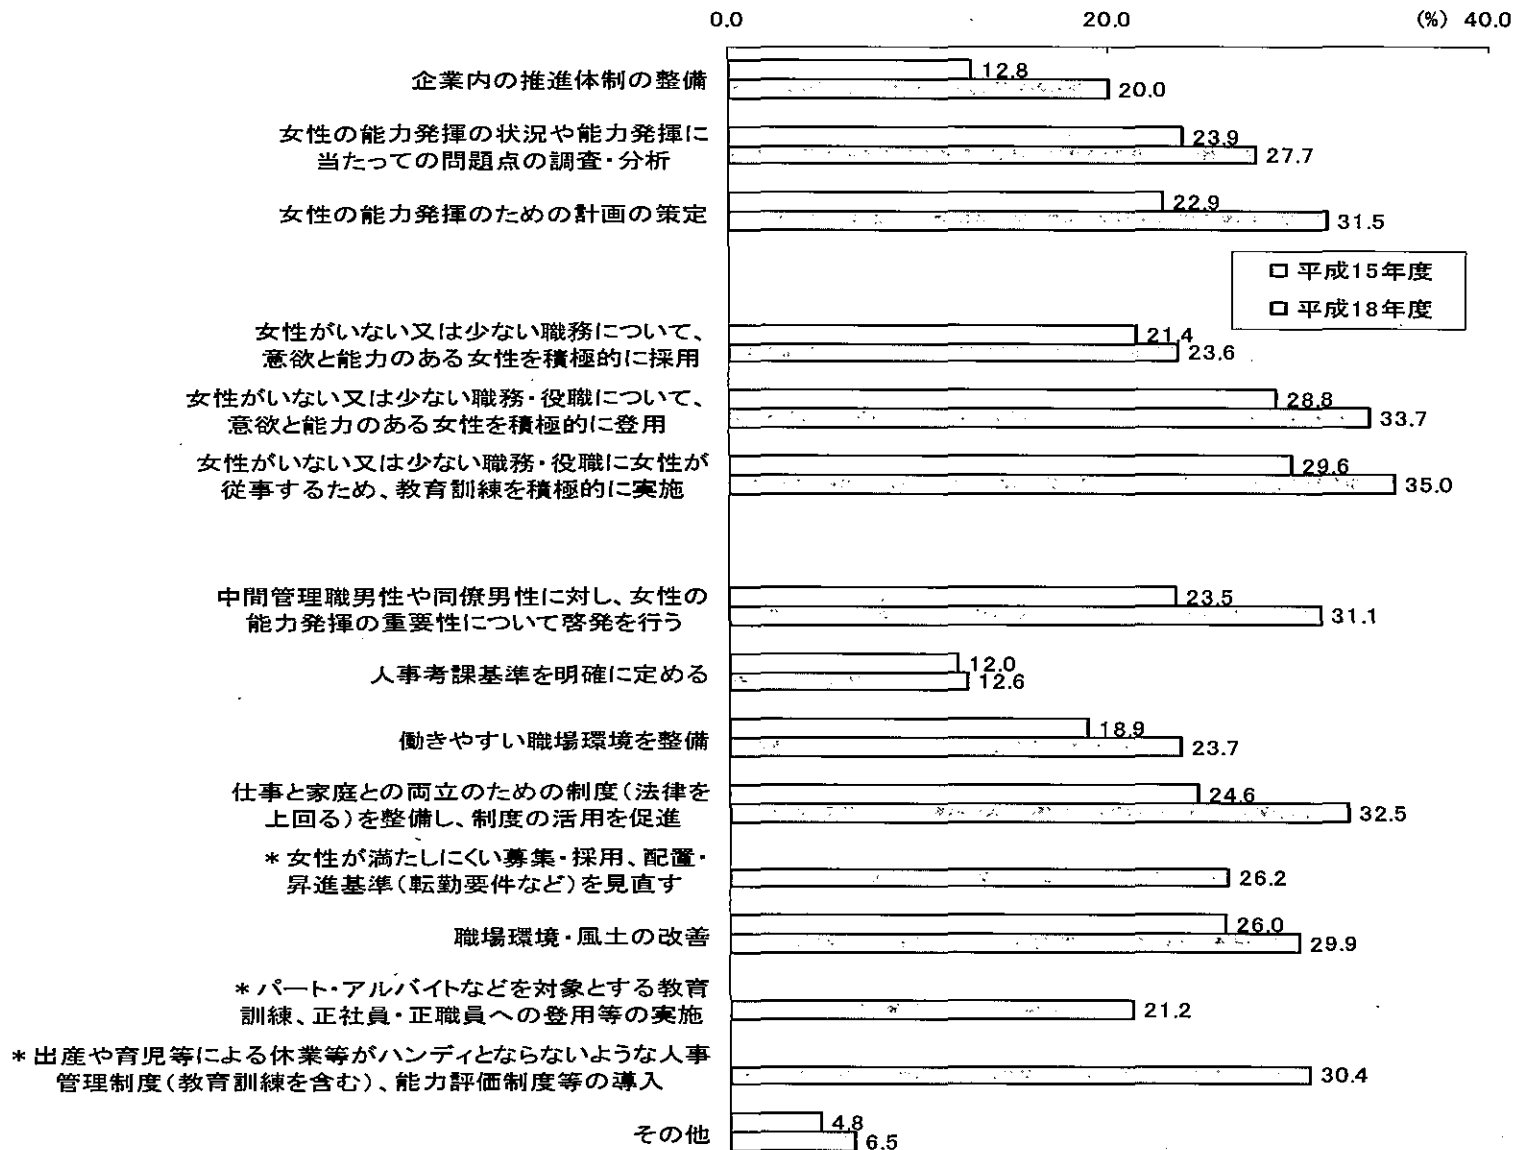 0.0 20.0 (%) 40.0
企業内の推進体制の整備
12.8
20.0
女性の能力発揮の状況や能力発揮に
当たっての問題点の調査・分析
23.9
27.7
女性の能力発揮のための計画の策定
22.9
31.5
□ 平成15年度
□ 平成18年度
女性がいない又は少ない職務について、
意欲と能力のある女性を積極的に採用
21.4
23.6
女性がいない又は少ない職務・役職について、
意欲と能力のある女性を積極的に登用
28.8
33.7
女性がいない又は少ない職務・役職に女性が
従事するため、教育訓練を積極的に実施
29.6
35.0
中間管理職男性や同僚男性に対し、女性の
能力発揮の重要性について啓発を行う
23.5
31.1
人事考課基準を明確に定める
12.0
12.6
働きやすい職場環境を整備
18.9
23.7
仕事と家庭との両立のための制度(法律を
上回る)を整備し、制度の活用を促進
24.6
32.5
*女性が満たしにくい募集・採用、配置・
昇進基準(転勤要件など)を見直す
26.2
職場環境・風土の改善
26.0
29.9
*パート・アルバイトなどを対象とする教育
訓練、正社員・正職員への登用等の実施
21.2
*出産や育児等による休業等がハンディとならないような人事
管理制度(教育訓練を含む)、能力評価制度等の導入
30.4
その他
4.8
6.5